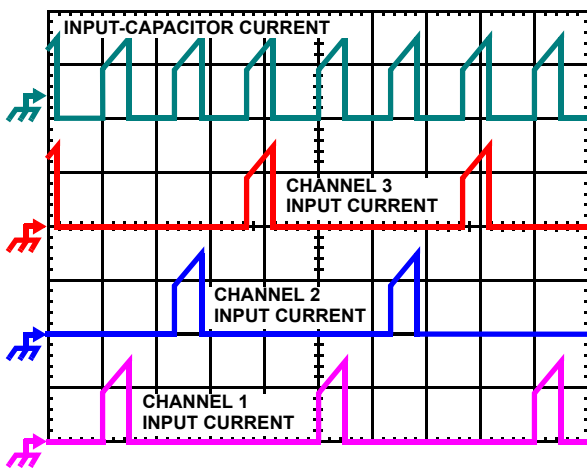 INPUT-CAPACITOR CURRENT
CHANNEL 3
INPUT CURRENT
CHANNEL 2
INPUT CURRENT
CHANNEL 1
INPUT CURRENT